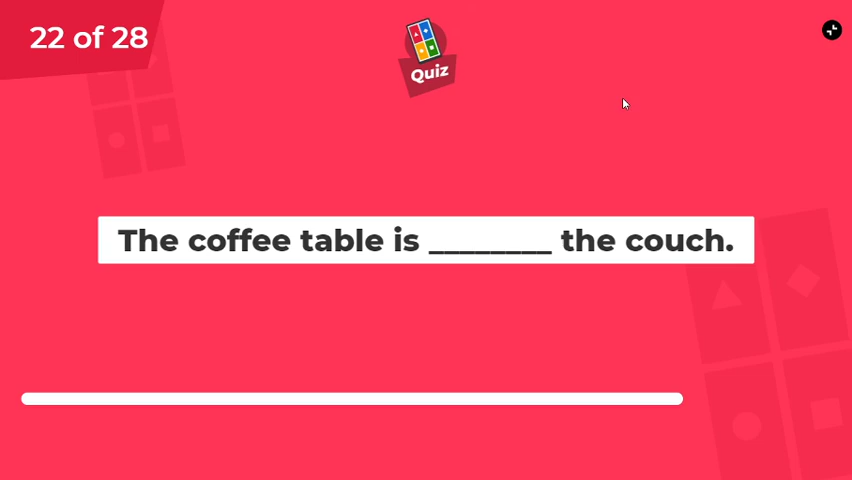 22 of 28
Quiz
The coffee table is ________ the couch.